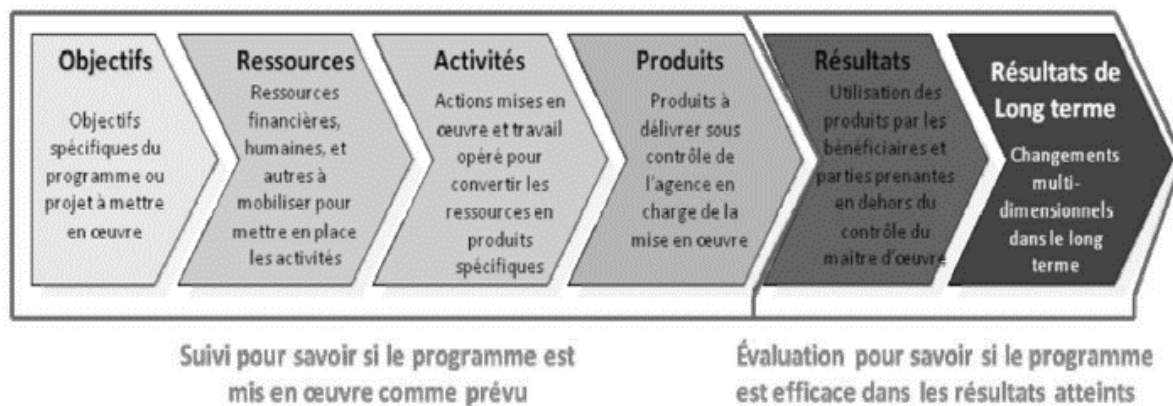 Objectifs
Objectifs
spécifiques du
programme ou
projet à mettre
en œuvre
Ressources
Ressources
financières,
humaines, et
autres à
mobiliser pour
mettre en place
les activités
Activités
Actions mises en
œuvre et travail
opéré pour
convertir les
ressources en
produits
spécifiques
Produits
Produits à
délivrer sous
contrôle de
l'agence en
charge de la
mise en œuvre
Résultats
Utilisation des
produits par les
bénéficiaires et
parties prenantes
en dehors du
contrôle du
maitre d'œuvre
Résultats de
Long terme
Changements
multi-
dimensionnels
dans le long
terme
Suivi pour savoir si le programme est
mis en œuvre comme prévu
Évaluation pour savoir si le programme
est efficace dans les résultats atteints